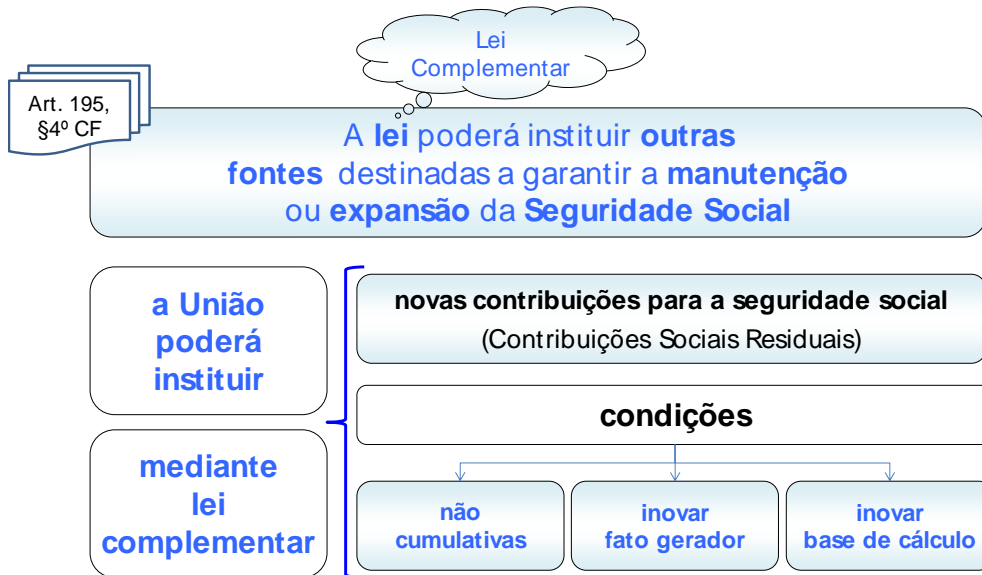 Lei
Complementar
Art. 195,
§4º CF
A lei poderá instituir outras
fontes destinadas a garantir a manutenção
ou expansão da Seguridade Social
a União
poderá
instituir
mediante
lei
complementar
novas contribuições para a seguridade social
(Contribuições Sociais Residuais)
condições
não
cumulativas
inovar
fato gerador
inovar
base de cálculo